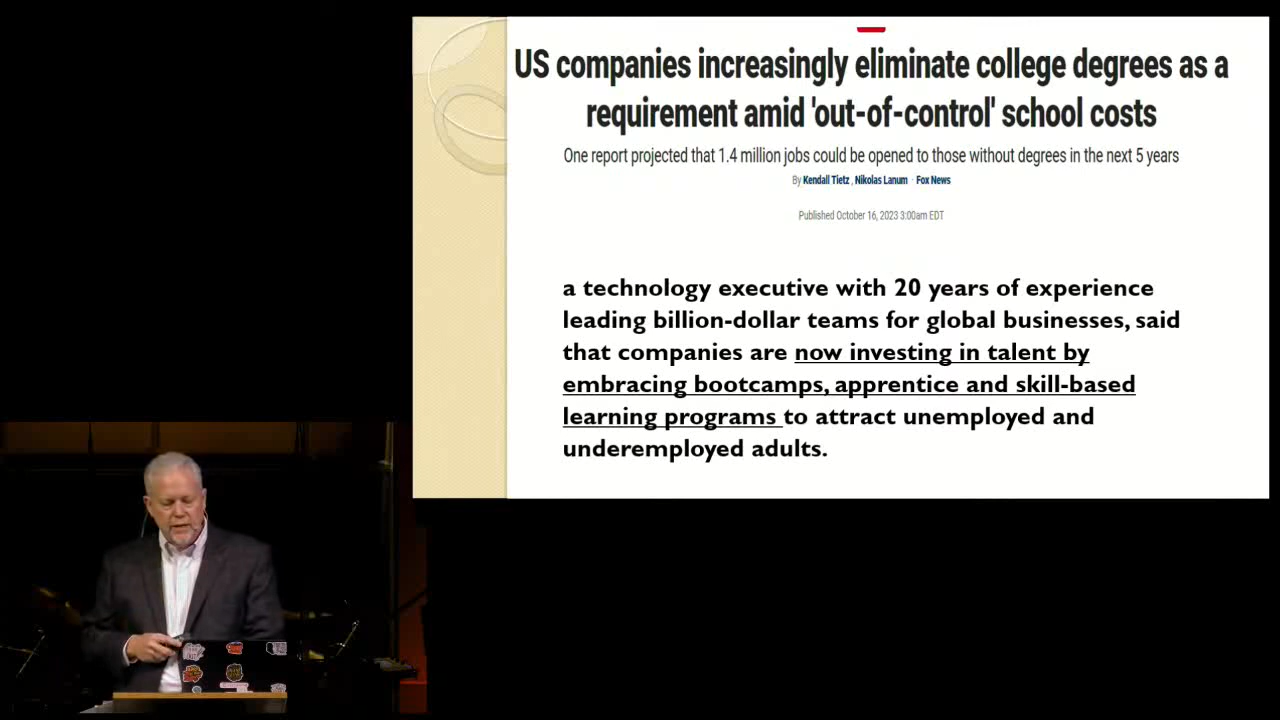 US companies increasingly eliminate college degrees as a
requirement amid 'out-of-control' school costs
One report projected that 1.4 million jobs could be opened to those without degrees in the next 5 years
By Kendall Tietz , Nikolas Lanum · Fox News
Published October 16, 2023 3:00am EDT
a technology executive with 20 years of experience
leading billion-dollar teams for global businesses, said
that companies are now investing in talent by
embracing bootcamps, apprentice and skill-based
learning programs to attract unemployed and
underemployed adults.